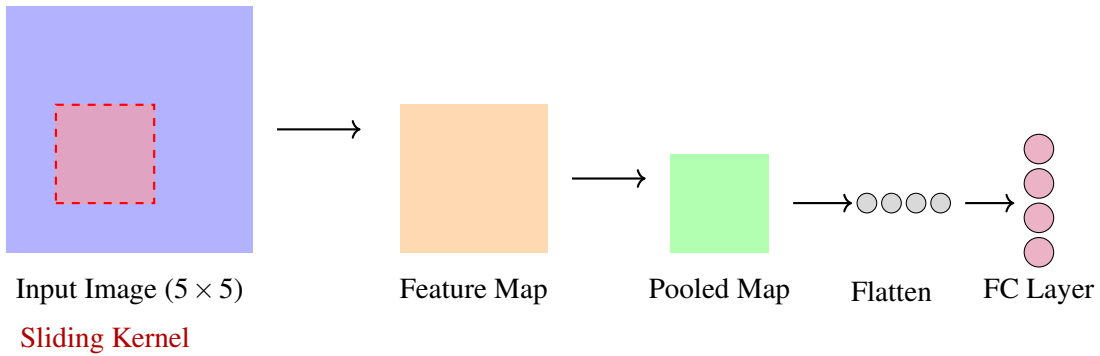 Input Image (5 × 5)
Feature Map
Pooled Map
Flatten
FC Layer
Sliding Kernel